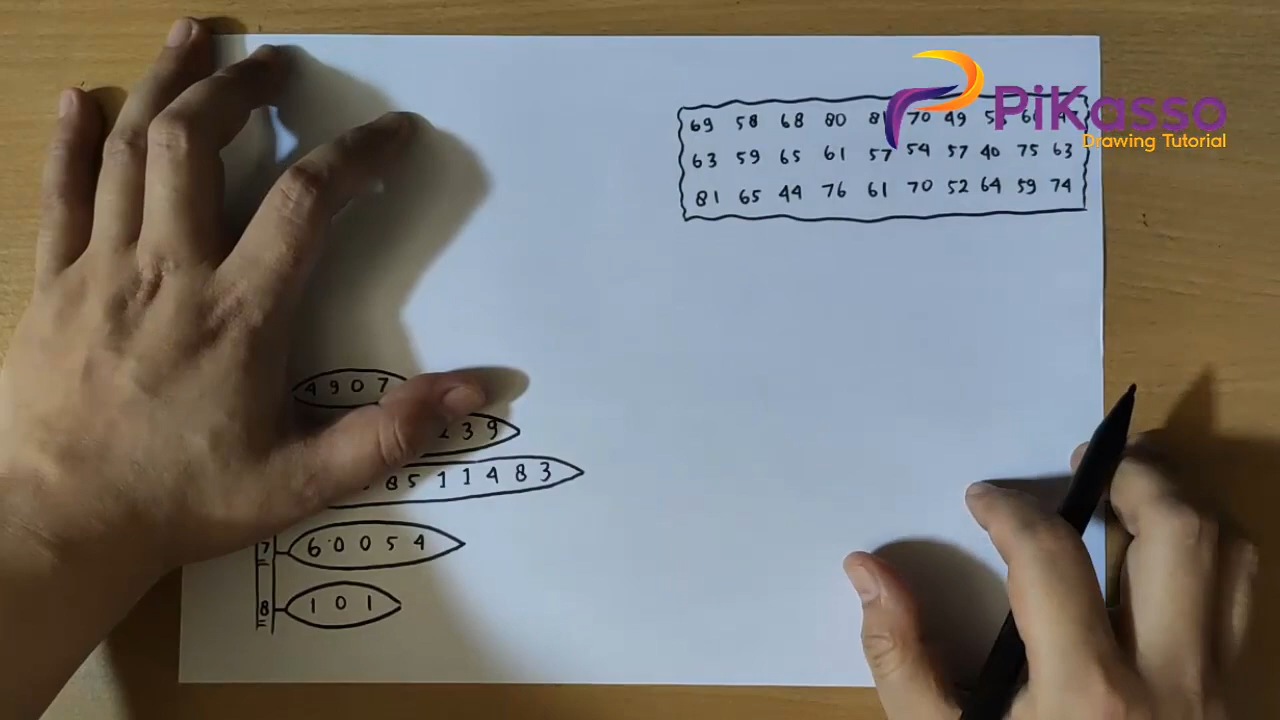 PiKasso
Drawing Tutorial
69 58 68 80 81 70 49
63 59 65 61 57 54 57 40 75 63
81 65 44 76 61 70 52 64 59 74
4 9 0 7
2 3 9
8 5 1 1 4 8 3
7 6 0 0 5 4
8 1 0 1